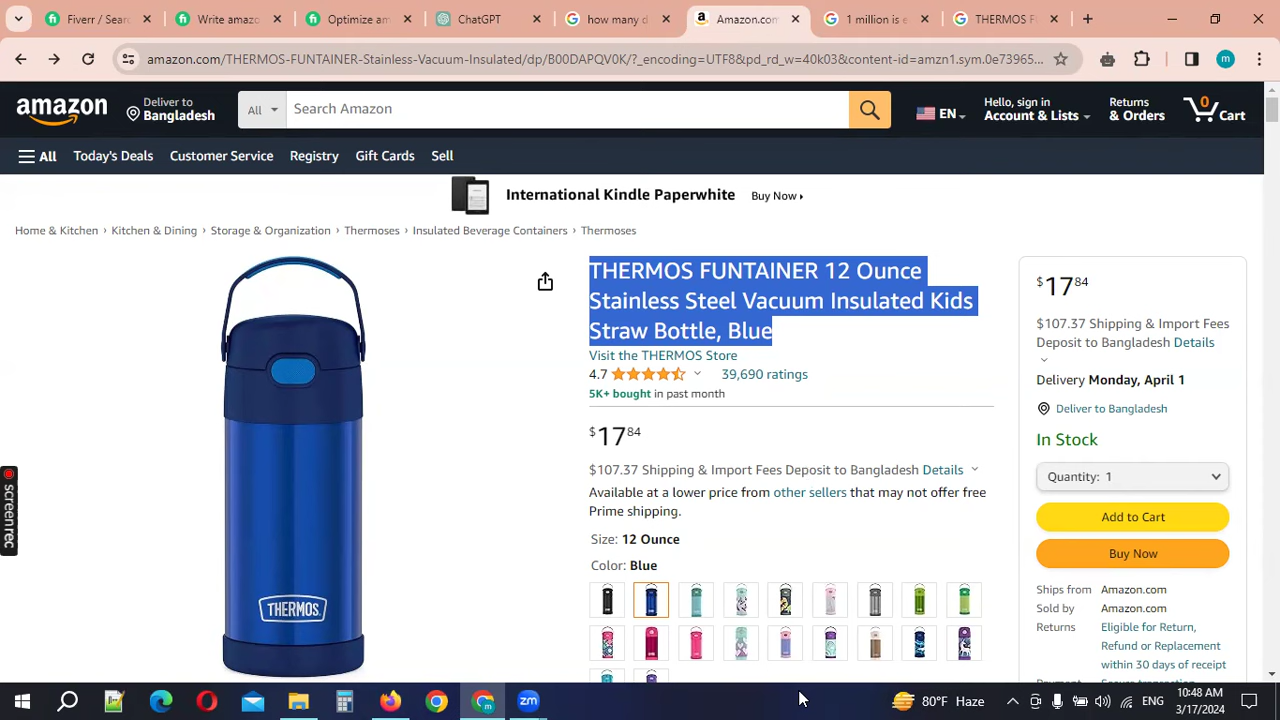 Fiverr / Sear
Write amazo
Optimize am
ChatGPT
how many d
Amazon.com
1 million is e
THERMOS F
amazon.com/THERMOS-FUNTAINER-Stainless-Vacuum-Insulated/dp/B00DAPQV0K/?_encoding=UTF8&pd_rd_w=40k03&content-id=amzn1.sym.0e73965...
m
amazon
Deliver to
Bangladesh
All
Search Amazon
EN
Hello, sign in
Account & Lists
Returns
& Orders
0
Cart
All
Today's Deals
Customer Service
Registry
Gift Cards
Sell
International Kindle Paperwhite
Buy Now
Home & Kitchen › Kitchen & Dining › Storage & Organization › Thermoses › Insulated Beverage Containers › Thermoses
THERMOS FUNTAINER 12 Ounce
Stainless Steel Vacuum Insulated Kids
Straw Bottle, Blue
Visit the THERMOS Store
4.7
39,690 ratings
5K+ bought in past month
$17 84
$107.37 Shipping & Import Fees Deposit to Bangladesh Details
Available at a lower price from other sellers that may not offer free
Prime shipping.
Size: 12 Ounce
Color: Blue
THERMOS.
$17 84
$107.37 Shipping & Import Fees
Deposit to Bangladesh Details
Delivery Monday, April 1
Deliver to Bangladesh
In Stock
Quantity: 1
Add to Cart
Buy Now
Ships from Amazon.com
Sold by Amazon.com
Returns Eligible for Return,
Refund or Replacement
within 30 days of receipt
screen rec
zm
80°F Haze
ENG
10:48 AM
3/17/2024